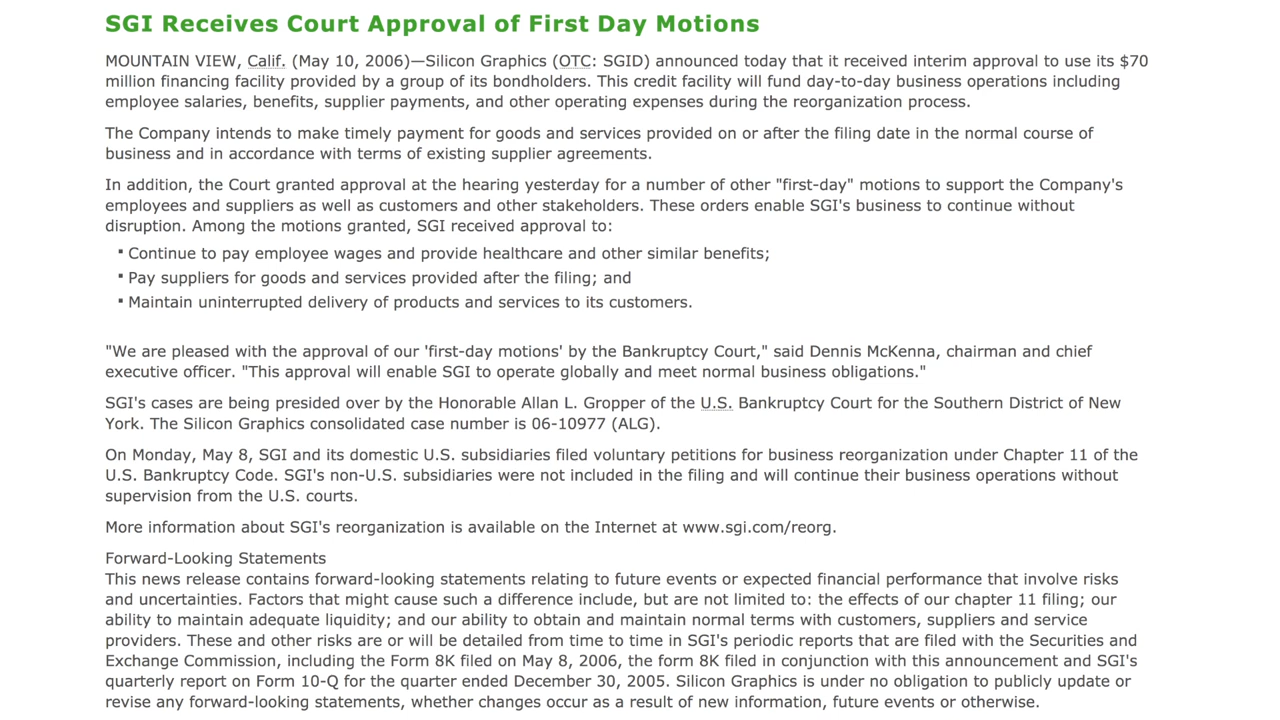 SGI Receives Court Approval of First Day Motions
MOUNTAIN VIEW, Calif. (May 10, 2006)—Silicon Graphics (OTC: SGID) announced today that it received interim approval to use its $70
million financing facility provided by a group of its bondholders. This credit facility will fund day-to-day business operations including
employee salaries, benefits, supplier payments, and other operating expenses during the reorganization process.
The Company intends to make timely payment for goods and services provided on or after the filing date in the normal course of
business and in accordance with terms of existing supplier agreements.
In addition, the Court granted approval at the hearing yesterday for a number of other "first-day" motions to support the Company's
employees and suppliers as well as customers and other stakeholders. These orders enable SGI's business to continue without
disruption. Among the motions granted, SGI received approval to:
▪ Continue to pay employee wages and provide healthcare and other similar benefits;
▪ Pay suppliers for goods and services provided after the filing; and
▪ Maintain uninterrupted delivery of products and services to its customers.
"We are pleased with the approval of our 'first-day motions' by the Bankruptcy Court," said Dennis McKenna, chairman and chief
executive officer. "This approval will enable SGI to operate globally and meet normal business obligations."
SGI's cases are being presided over by the Honorable Allan L. Gropper of the U.S. Bankruptcy Court for the Southern District of New
York. The Silicon Graphics consolidated case number is 06-10977 (ALG).
On Monday, May 8, SGI and its domestic U.S. subsidiaries filed voluntary petitions for business reorganization under Chapter 11 of the
U.S. Bankruptcy Code. SGI's non-U.S. subsidiaries were not included in the filing and will continue their business operations without
supervision from the U.S. courts.
More information about SGI's reorganization is available on the Internet at www.sgi.com/reorg.
Forward-Looking Statements
This news release contains forward-looking statements relating to future events or expected financial performance that involve risks
and uncertainties. Factors that might cause such a difference include, but are not limited to: the effects of our chapter 11 filing; our
ability to maintain adequate liquidity; and our ability to obtain and maintain normal terms with customers, suppliers and service
providers. These and other risks are or will be detailed from time to time in SGI's periodic reports that are filed with the Securities and
Exchange Commission, including the Form 8K filed on May 8, 2006, the form 8K filed in conjunction with this announcement and SGI's
quarterly report on Form 10-Q for the quarter ended December 30, 2005. Silicon Graphics is under no obligation to publicly update or
revise any forward-looking statements, whether changes occur as a result of new information, future events or otherwise.